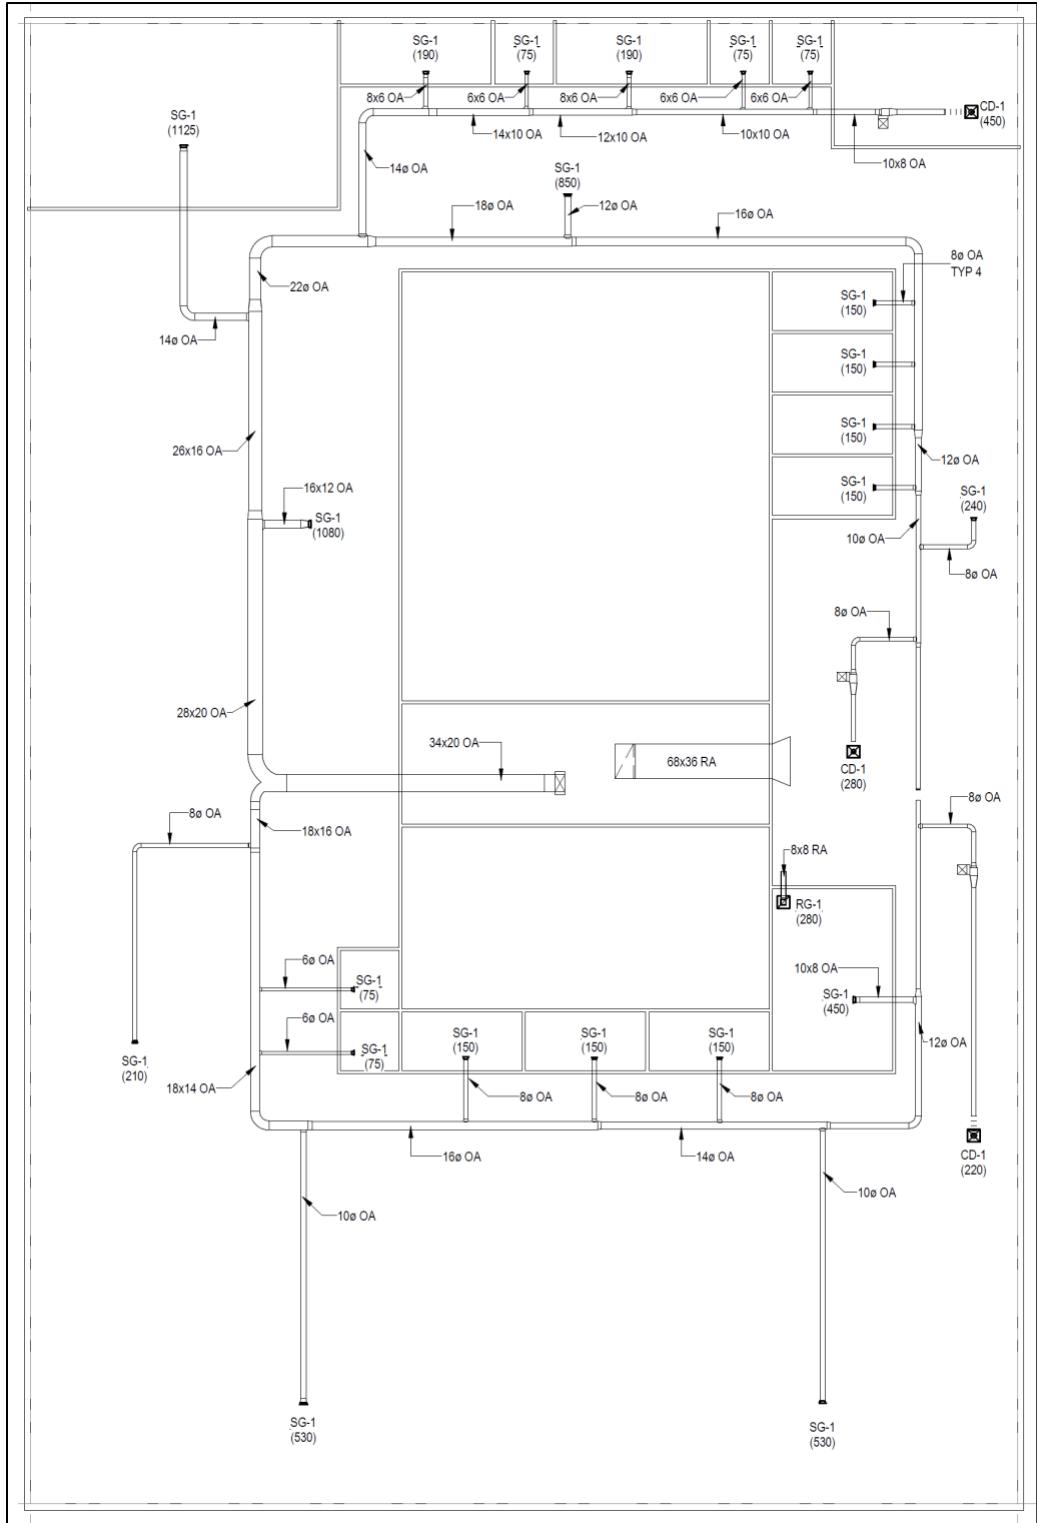 SG-1
(190)
SG-1
(75)
SG-1
(190)
SG-1
(75)
SG-1
(75)
8x6 OA
6x6 OA
8x6 OA
6x6 OA
6x6 OA
CD-1
(450)
SG-1
(1125)
14x10 OA
12x10 OA
10x10 OA
10x8 OA
14ø OA
SG-1
(850)
18ø OA
12ø OA
16ø OA
8ø OA
TYP 4
22ø OA
SG-1
(150)
14ø OA
SG-1
(150)
SG-1
(150)
26x16 OA
12ø OA
SG-1
(150)
16x12 OA
SG-1
(240)
SG-1
(1080)
10ø OA
8ø OA
8ø OA
28x20 OA
34x20 OA
68x36 RA
CD-1
(280)
8ø OA
8ø OA
18x16 OA
8x8 RA
RG-1
(280)
6ø OA
10x8 OA
SG-1
(75)
SG-1
(450)
6ø OA
SG-1
(150)
SG-1
(150)
SG-1
(150)
12ø OA
SG-1
(75)
SG-1
(210)
18x14 OA
8ø OA
8ø OA
8ø OA
16ø OA
14ø OA
CD-1
(220)
10ø OA
10ø OA
SG-1
(530)
SG-1
(530)